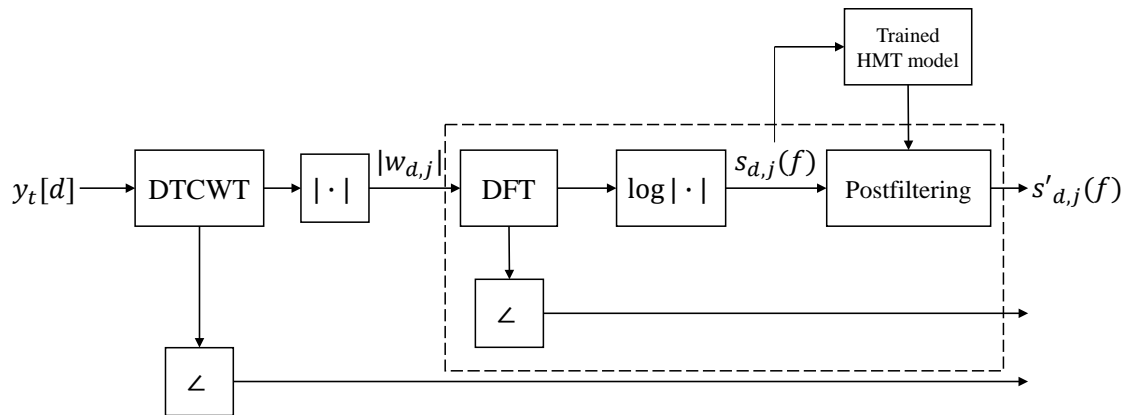 Trained
HMT model
y_t[d]
DTCWT
|·|
|w_{d,j}|
DFT
log|·|
s_{d,j}(f)
Postfiltering
s'_{d,j}(f)
∠
∠